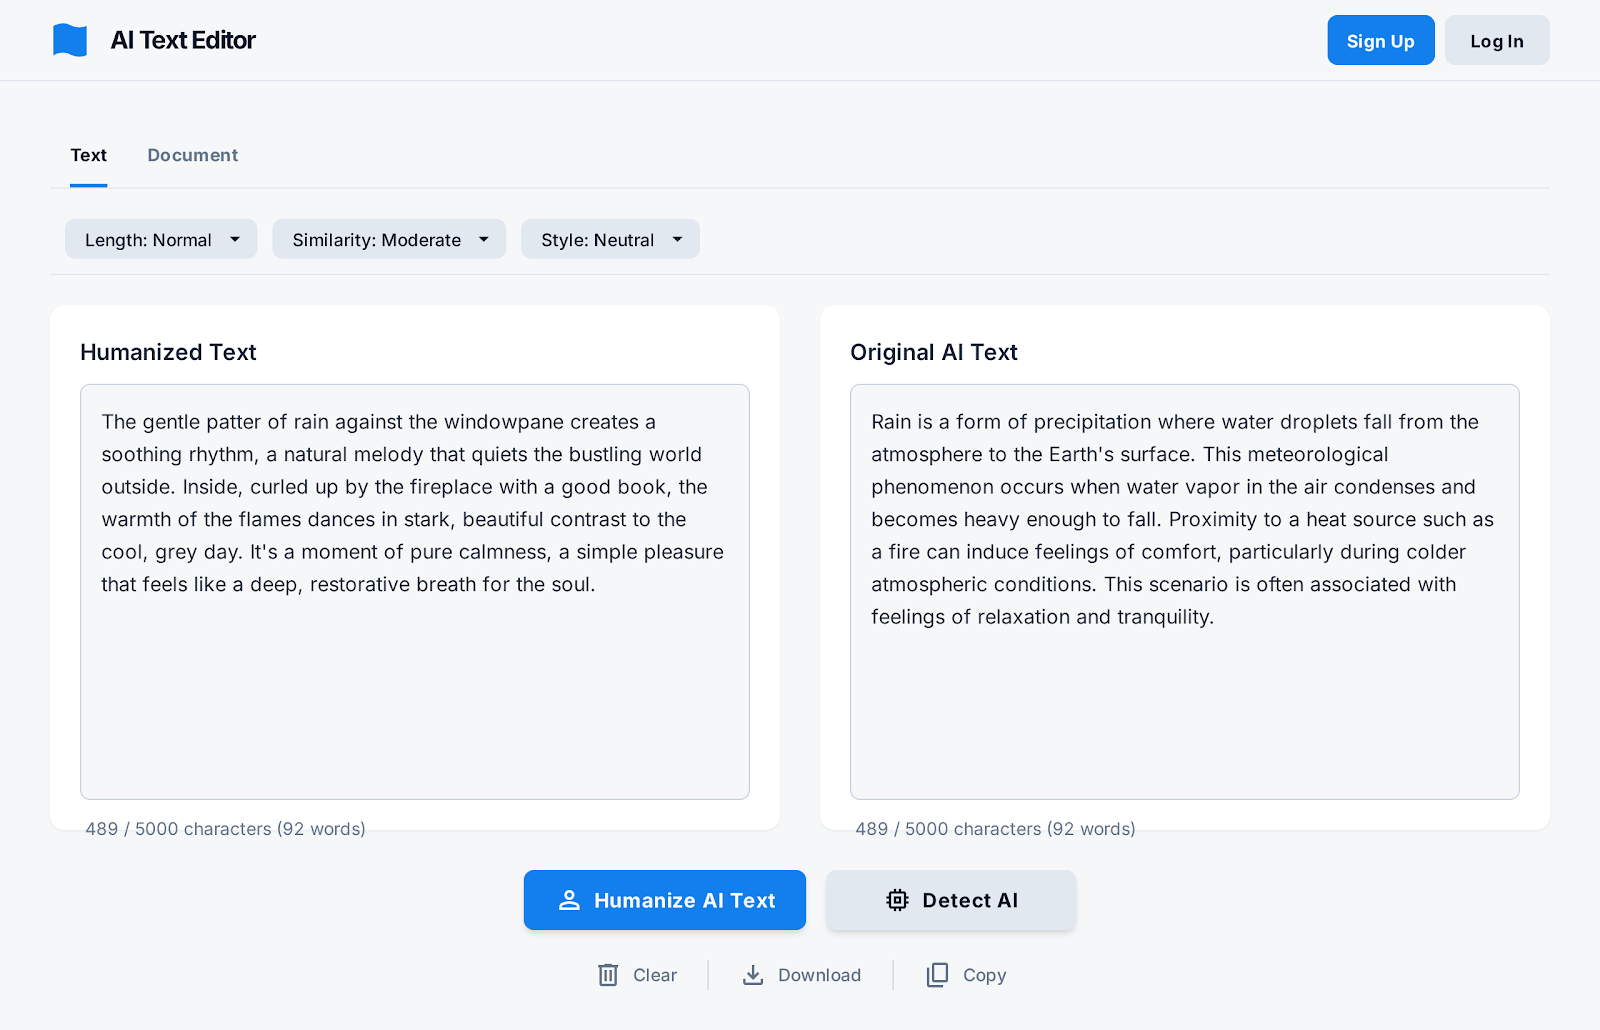 AI Text Editor
Sign Up
Log In
Text
Document
Length: Normal
Similarity: Moderate
Style: Neutral
Humanized Text
The gentle patter of rain against the windowpane creates a
soothing rhythm, a natural melody that quiets the bustling world
outside. Inside, curled up by the fireplace with a good book, the
warmth of the flames dances in stark, beautiful contrast to the
cool, grey day. It's a moment of pure calmness, a simple pleasure
that feels like a deep, restorative breath for the soul.
489 / 5000 characters (92 words)
Original AI Text
Rain is a form of precipitation where water droplets fall from the
atmosphere to the Earth's surface. This meteorological
phenomenon occurs when water vapor in the air condenses and
becomes heavy enough to fall. Proximity to a heat source such as
a fire can induce feelings of comfort, particularly during colder
atmospheric conditions. This scenario is often associated with
feelings of relaxation and tranquility.
489 / 5000 characters (92 words)
Humanize AI Text
Detect AI
Clear
Download
Copy